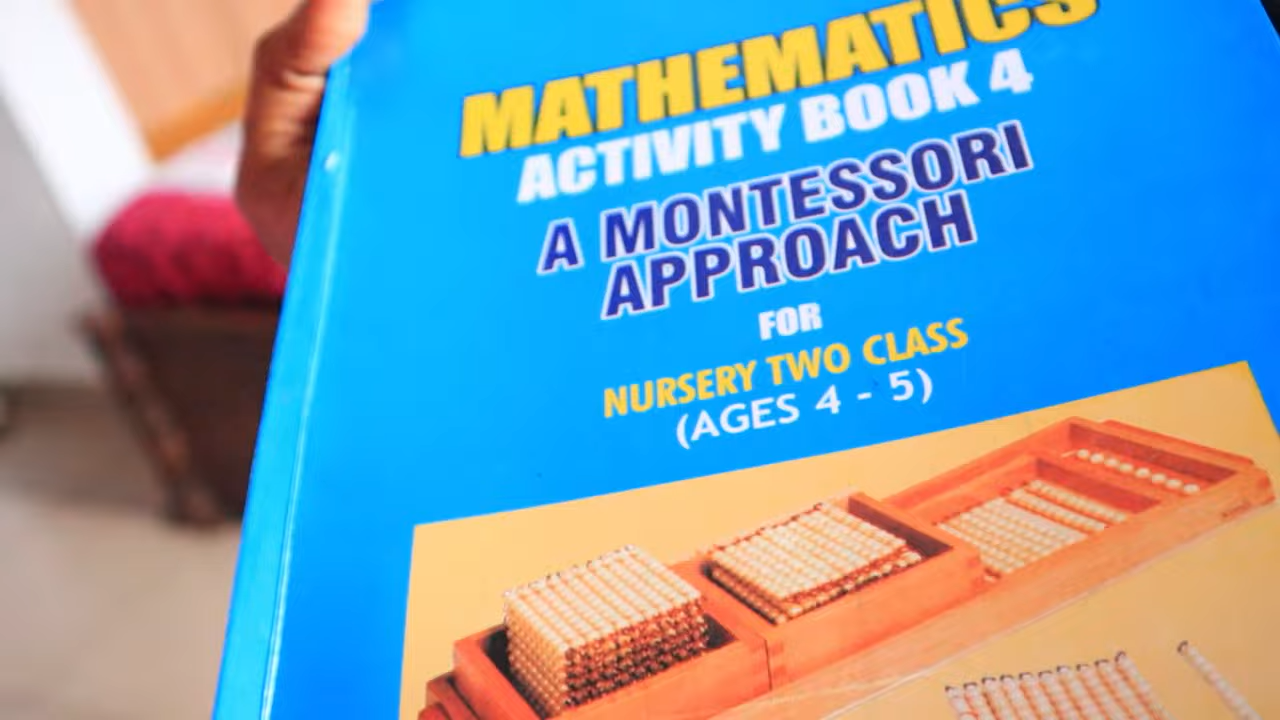 MATHEMATICS
ACTIVITY BOOK 4
A MONTESSORI
APPROACH
FOR
NURSERY TWO CLASS
(AGES 4 - 5)